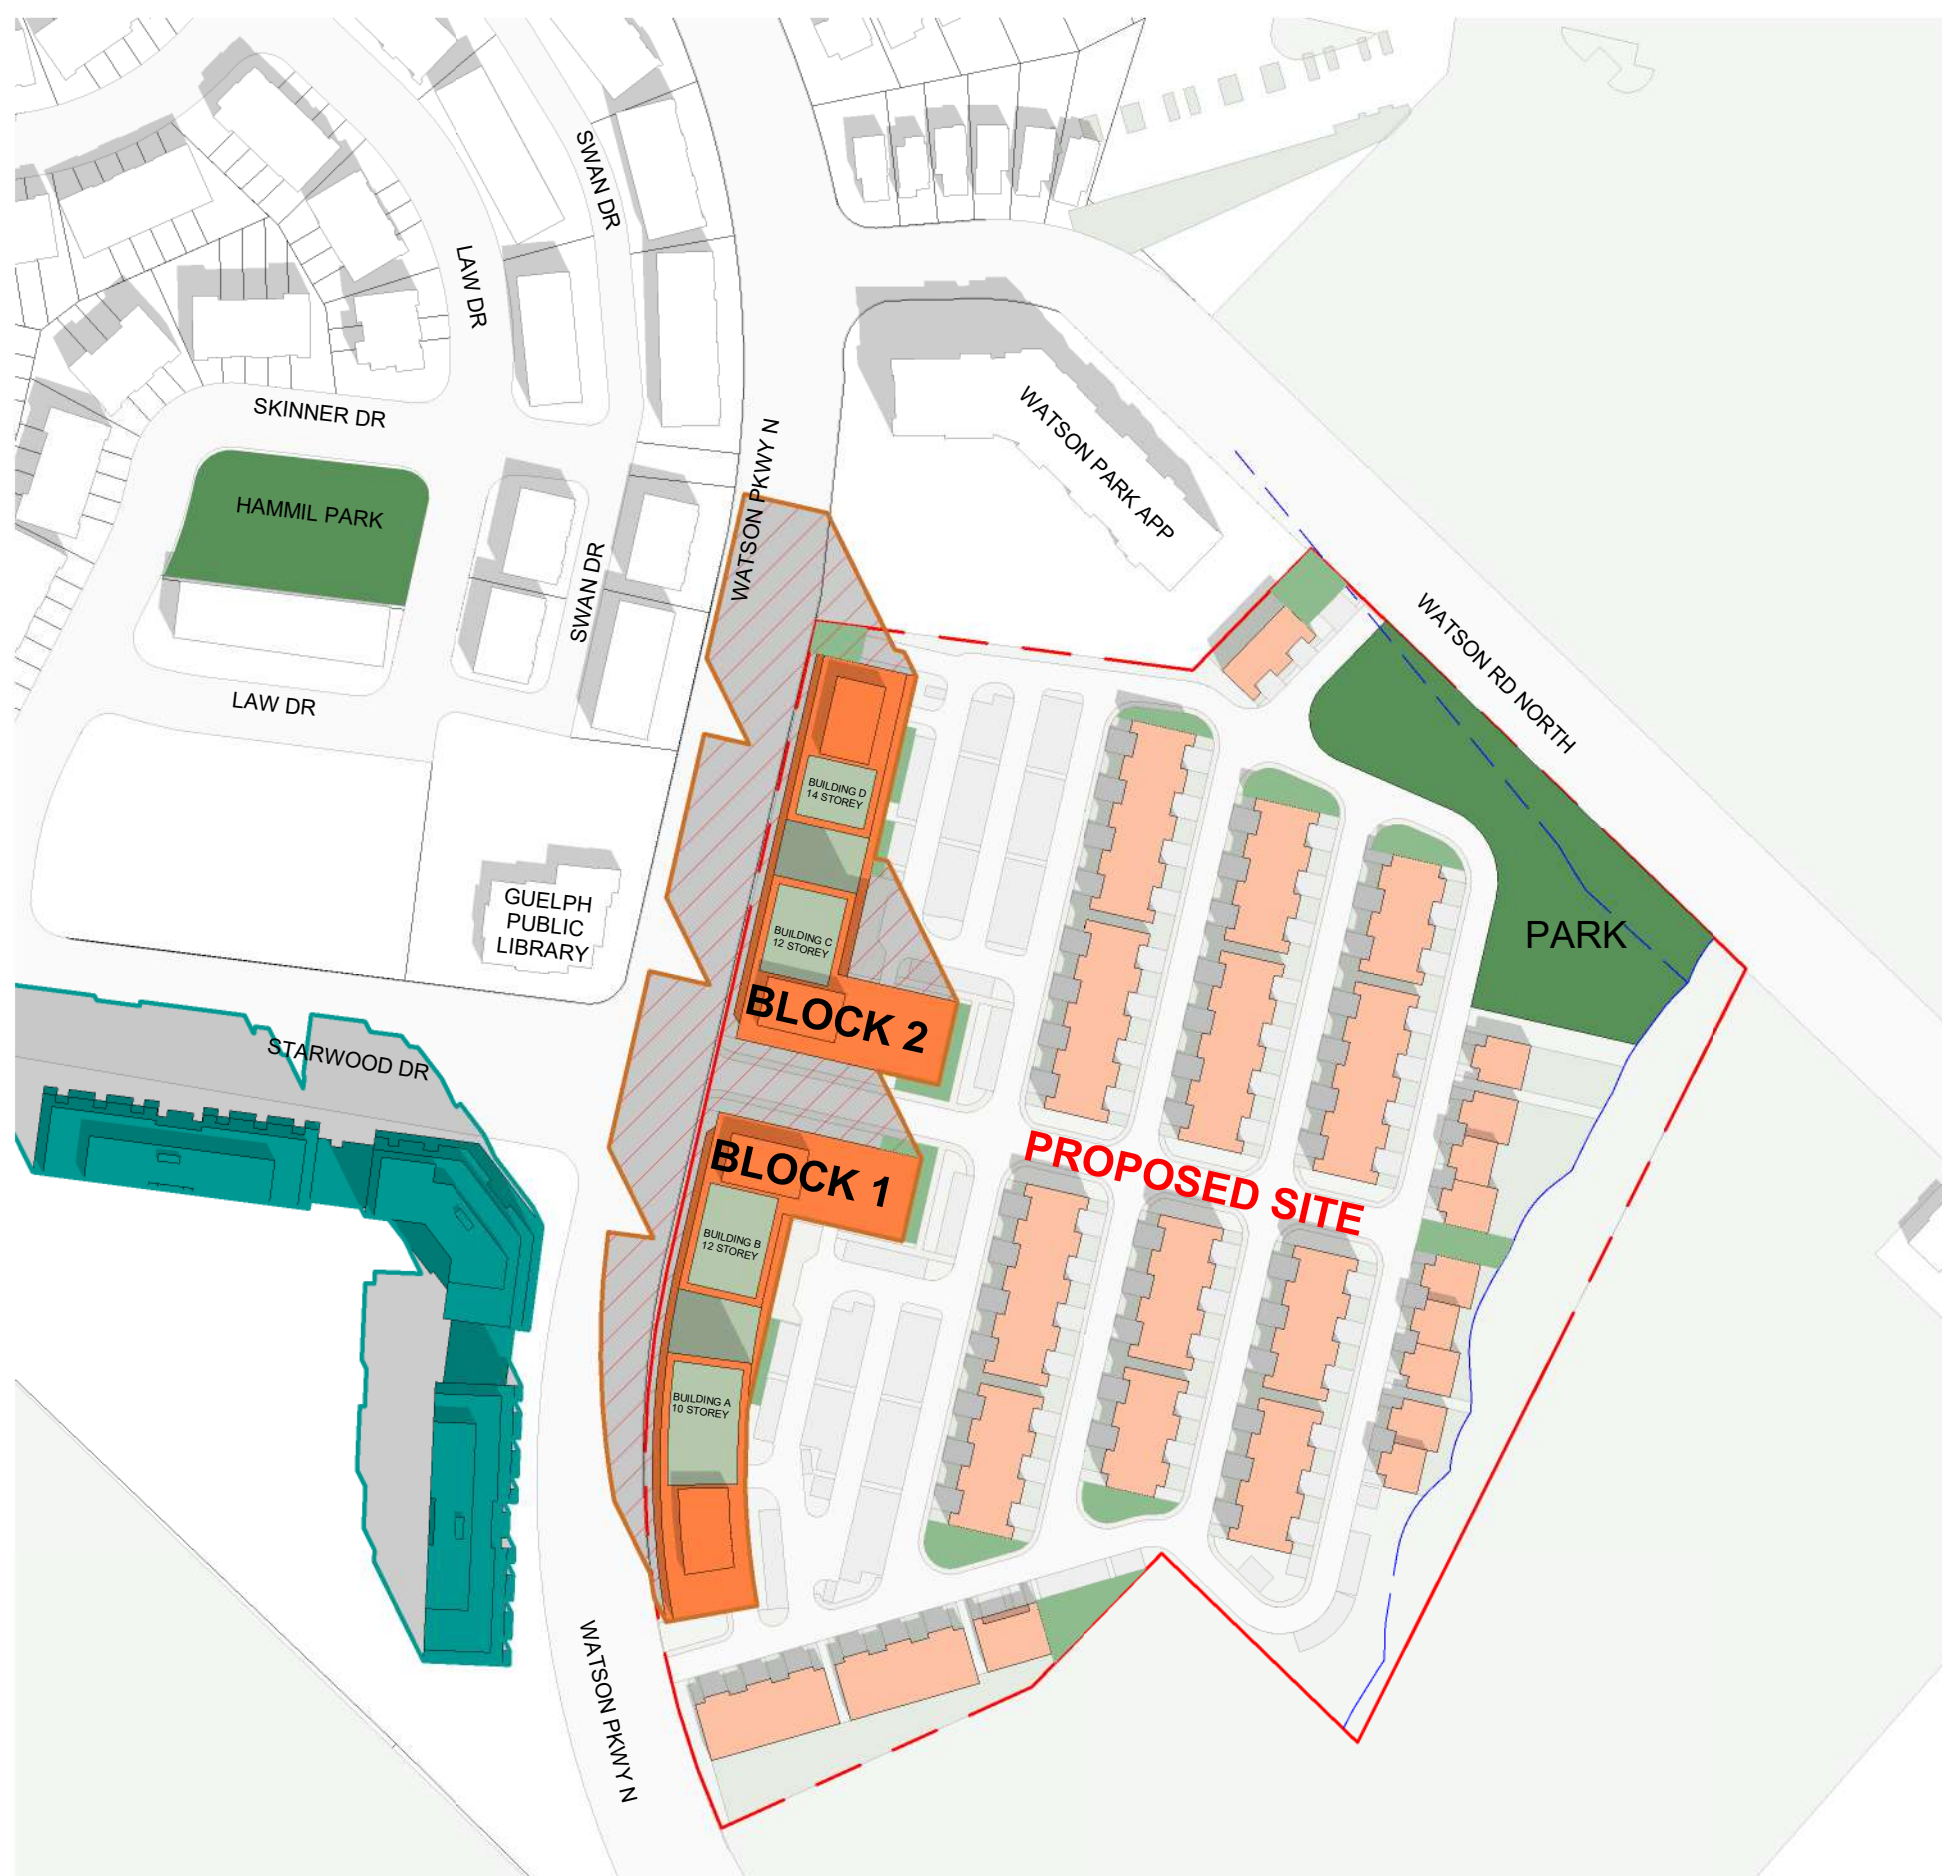 SWAN DR
LAW DR
SKINNER DR
WATSON PKWY N
WATSON PARK APP
HAMMIL PARK
WATSON PKWY N
SWAN DR
WATSON RD NORTH
LAW DR
BUILDING D
14 STOREY
GUELPH
PUBLIC
LIBRARY
BUILDING C
12 STOREY
PARK
BLOCK 2
STARWOOD DR
BLOCK 1
PROPOSED SITE
BUILDING B
12 STOREY
BUILDING A
10 STOREY
WATSON PKWY N